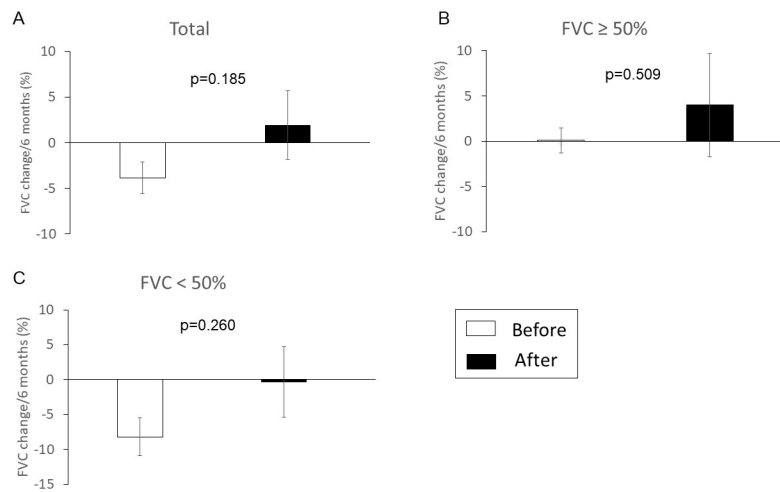 A
Total
FVC change/6 months (%)
10
5
0
-5
-10
p=0.185
B
FVC ≥ 50%
FVC change/6 months (%)
10
5
0
-5
-10
p=0.509
C
FVC < 50%
FVC change/6 months (%)
10
5
0
-5
-10
-15
p=0.260
Before
After